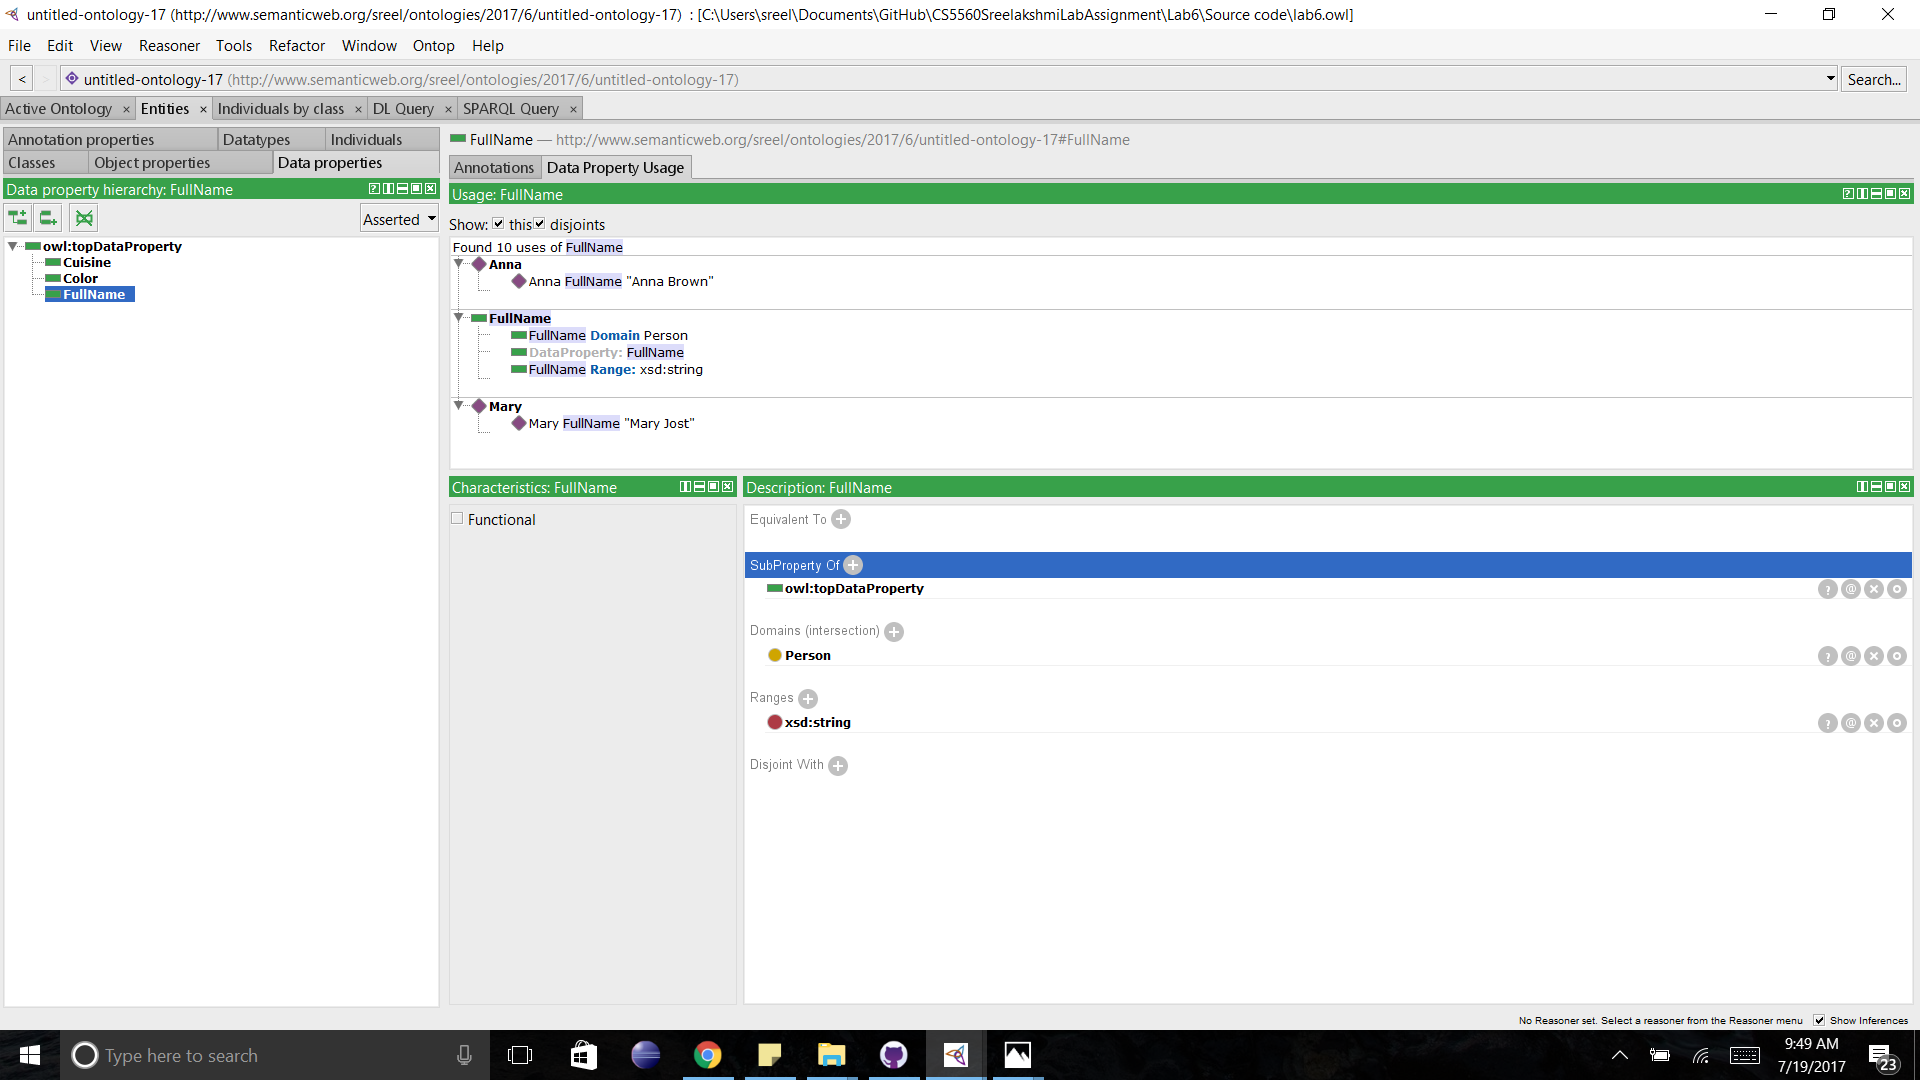 untitled-ontology-17 (http://www.semanticweb.org/sreel/ontologies/2017/6/untitled-ontology-17) : [C:\Users\sreel\Documents\GitHub\CS5560SreelakshmiLabAssignment\Lab6\Source code\lab6.owl]
File Edit View Reasoner Tools Refactor Window Ontop Help
< > untitled-ontology-17 (http://www.semanticweb.org/sreel/ontologies/2017/6/untitled-ontology-17) Search...
Active Ontology × Entities × Individuals by class × DL Query × SPARQL Query ×
Annotation properties Datatypes Individuals
Classes Object properties Data properties
Data property hierarchy: FullName
Asserted
owl:topDataProperty
Cuisine
Color
FullName
FullName — http://www.semanticweb.org/sreel/ontologies/2017/6/untitled-ontology-17#FullName
Annotations Data Property Usage
Usage: FullName
Show: this disjoints
Found 10 uses of FullName
Anna
Anna FullName "Anna Brown"
FullName
FullName Domain Person
DataProperty: FullName
FullName Range: xsd:string
Mary
Mary FullName "Mary Jost"
Characteristics: FullName
Functional
Description: FullName
Equivalent To
SubProperty Of
owl:topDataProperty
Domains (intersection)
Person
Ranges
xsd:string
Disjoint With
No Reasoner set. Select a reasoner from the Reasoner menu Show Inferences
Type here to search
9:49 AM
7/19/2017
23